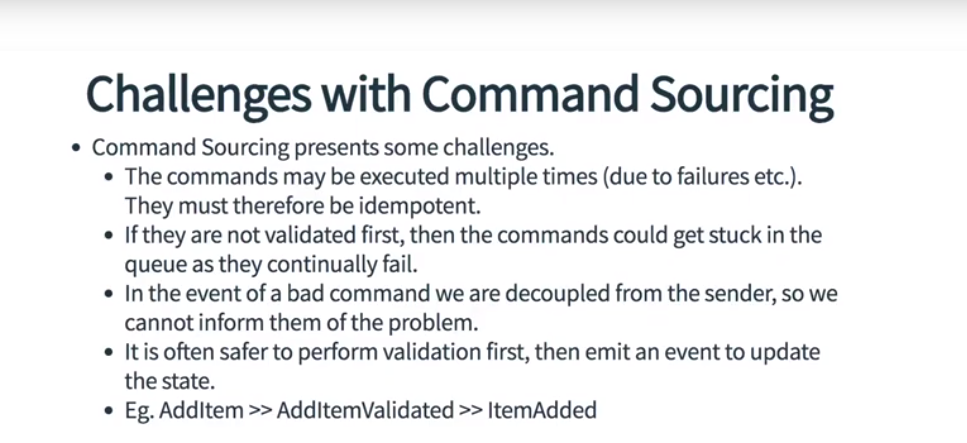 Challenges with Command Sourcing
• Command Sourcing presents some challenges.
• The commands may be executed multiple times (due to failures etc.).
They must therefore be idempotent.
• If they are not validated first, then the commands could get stuck in the
queue as they continually fail.
• In the event of a bad command we are decoupled from the sender, so we
cannot inform them of the problem.
• It is often safer to perform validation first, then emit an event to update
the state.
• Eg. AddItem >> AddItemValidated >> ItemAdded